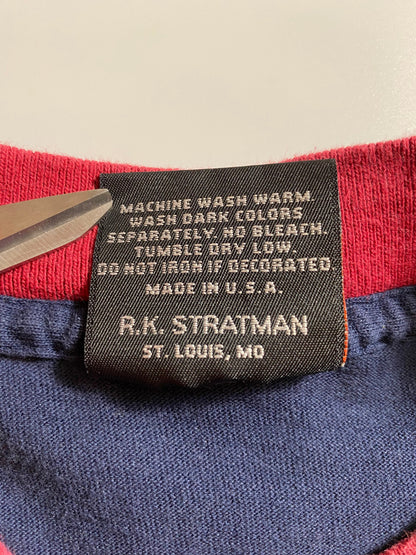 MACHINE WASH WARM.
WASH DARK COLORS
SEPARATELY. NO BLEACH.
TUMBLE DRY LOW.
DO NOT IRON IF DECORATED.
MADE IN U.S.A.
R.K. STRATMAN
ST. LOUIS, MO